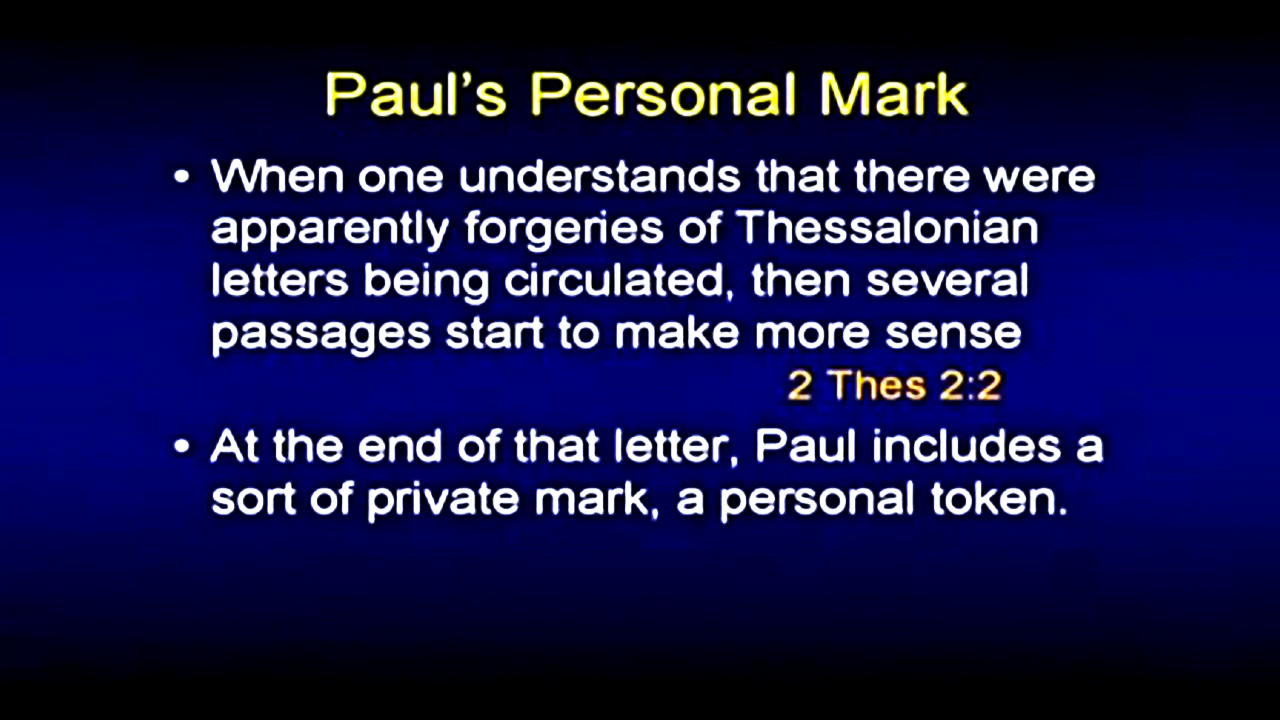 Paul's Personal Mark
• When one understands that there were
apparently forgeries of Thessalonian
letters being circulated, then several
passages start to make more sense
2 Thes 2:2
• At the end of that letter, Paul includes a
sort of private mark, a personal token.